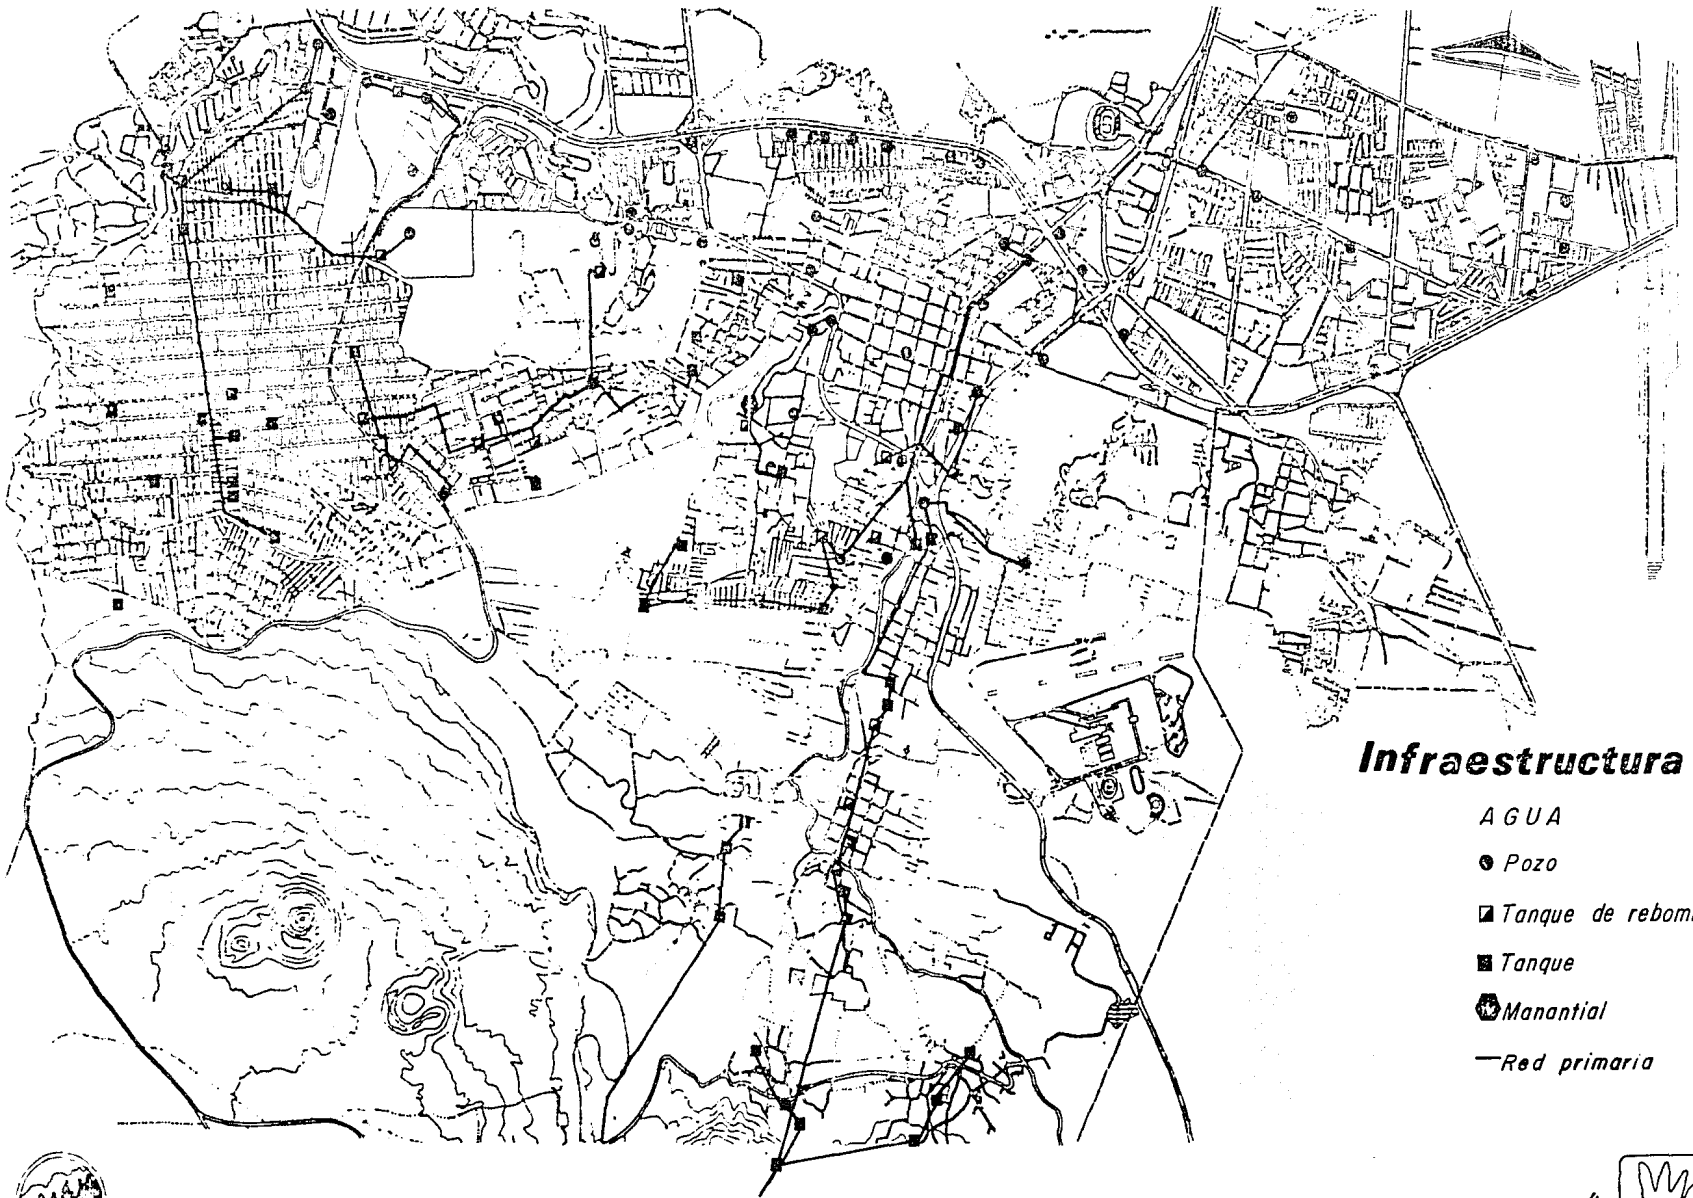 Infraestructura
AGUA
Pozo
Tanque de rebom
Tanque
Manantial
Red primaria